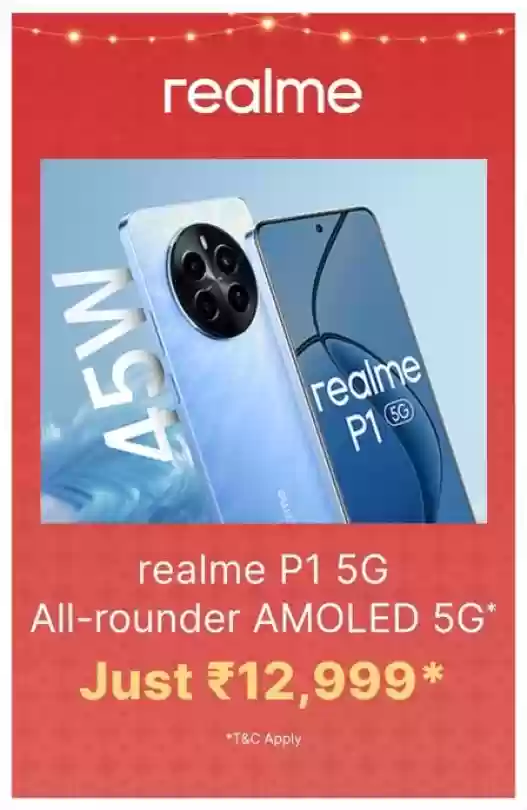 realme
45W
realme
P1 5G
realme P1 5G
All-rounder AMOLED 5G*
Just ₹12,999*
*T&C Apply